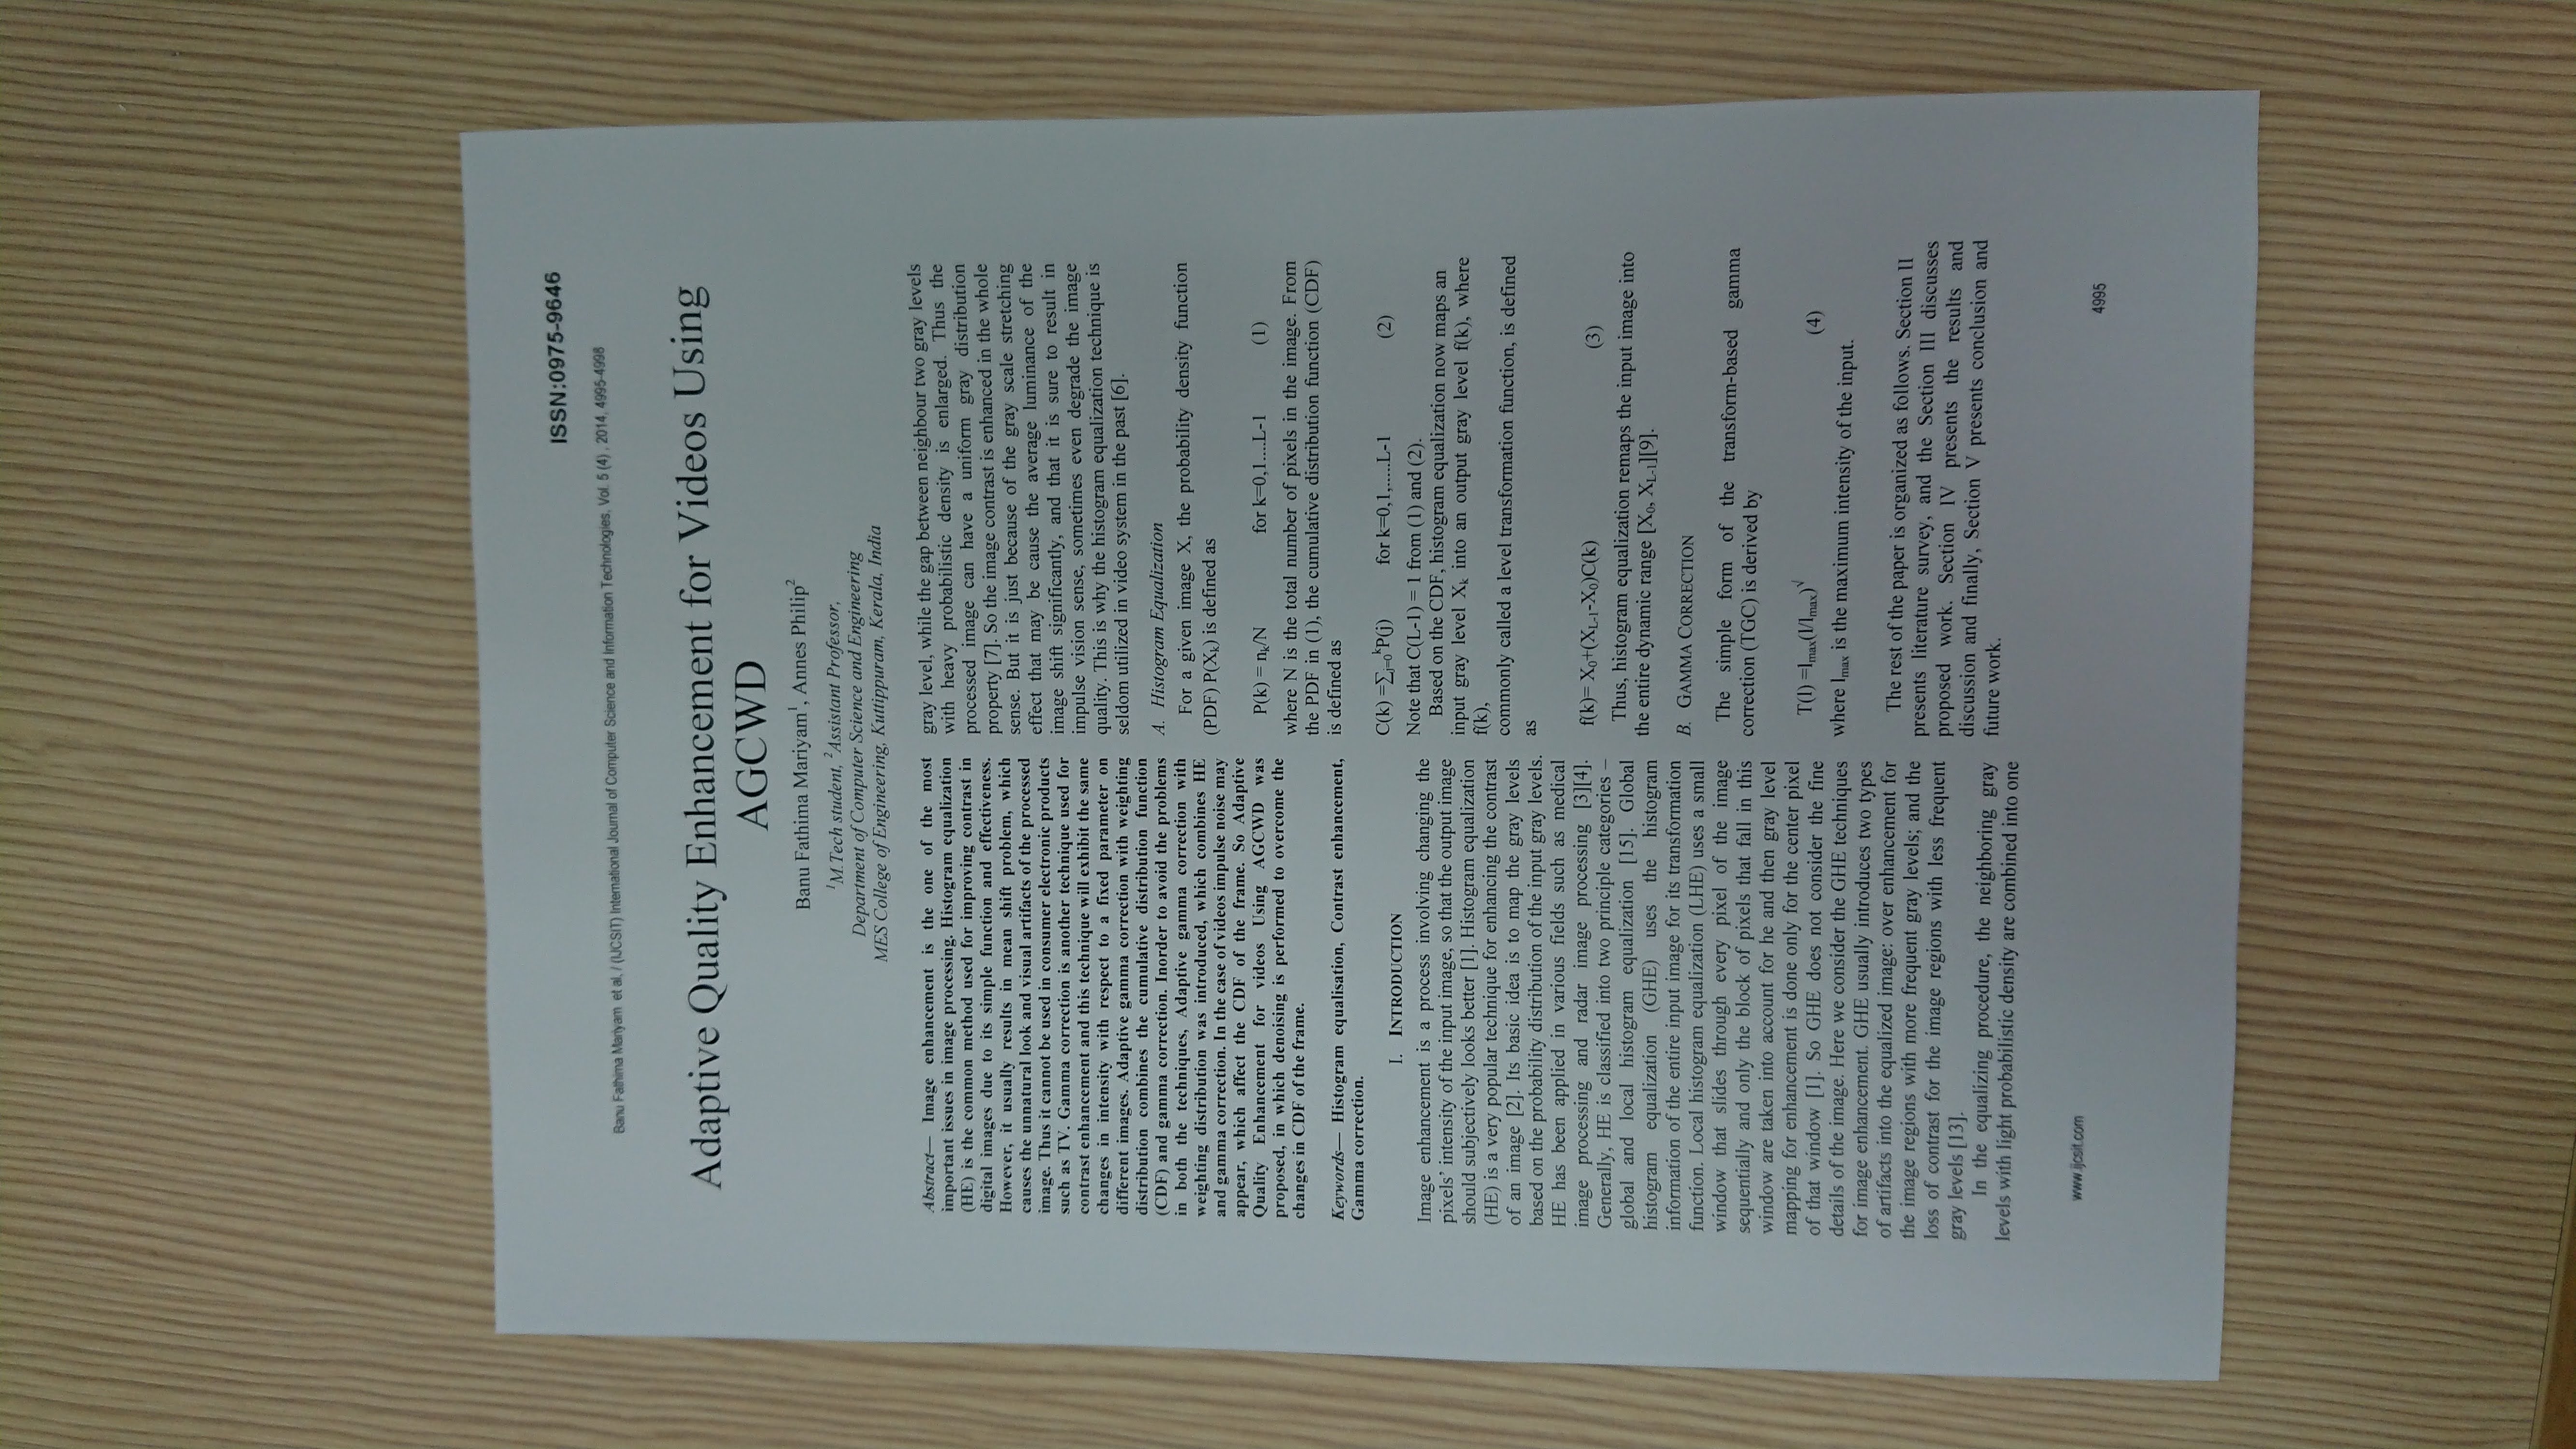 ISSN:0975-9646
Banu Fathima Mariyam et al, / (IJCSIT) International Journal of Computer Science and Information Technologies, Vol. 5 (4) , 2014, 4995-4998
Adaptive Quality Enhancement for Videos Using
AGCWD
Banu Fathima Mariyam¹, Annes Philip²
¹M.Tech student, ²Assistant Professor,
Department of Computer Science and Engineering
MES College of Engineering, Kuttippuram, Kerala, India
Abstract— Image enhancement is the one of the most
important issues in image processing. Histogram equalization
(HE) is the common method used for improving contrast in
digital images due to its simple function and effectiveness.
However, it usually results in mean shift problem, which
causes the unnatural look and visual artifacts of the processed
image. Thus it cannot be used in consumer electronic products
such as TV. Gamma correction is another technique used for
contrast enhancement and this technique will exhibit the same
changes in intensity with respect to a fixed parameter on
different images. Adaptive gamma correction with weighting
distribution combines the cumulative distribution function
(CDF) and gamma correction. Inorder to avoid the problems
in both the techniques, Adaptive gamma correction with
weighting distribution was introduced, which combines HE
and gamma correction. In the case of videos impulse noise may
appear, which affect the CDF of the frame. So Adaptive
Quality Enhancement for videos Using AGCWD was
proposed, in which denoising is performed to overcome the
changes in CDF of the frame.
Keywords— Histogram equalisation, Contrast enhancement,
Gamma correction.
I. INTRODUCTION
Image enhancement is a process involving changing the
pixels' intensity of the input image, so that the output image
should subjectively looks better [1]. Histogram equalization
(HE) is a very popular technique for enhancing the contrast
of an image [2]. Its basic idea is to map the gray levels
based on the probability distribution of the input gray levels.
HE has been applied in various fields such as medical
image processing and radar image processing [3][4].
Generally, HE is classified into two principle categories –
global and local histogram equalization [15]. Global
histogram equalization (GHE) uses the histogram
information of the entire input image for its transformation
function. Local histogram equalization (LHE) uses a small
window that slides through every pixel of the image
sequentially and only the block of pixels that fall in this
window are taken into account for he and then gray level
mapping for enhancement is done only for the center pixel
of that window [1]. So GHE does not consider the fine
details of the image. Here we consider the GHE techniques
for image enhancement. GHE usually introduces two types
of artifacts into the equalized image: over enhancement for
the image regions with more frequent gray levels; and the
loss of contrast for the image regions with less frequent
gray levels [13].
In the equalizing procedure, the neighboring gray
levels with light probabilistic density are combined into one
gray level, while the gap between neighbour two gray levels
with heavy probabilistic density is enlarged. Thus the
processed image can have a uniform gray distribution
property [7]. So the image contrast is enhanced in the whole
sense. But it is just because of the gray scale stretching
effect that may be cause the average luminance of the
image shift significantly, and that it is sure to result in
impulse vision sense, sometimes even degrade the image
quality. This is why the histogram equalization technique is
seldom utilized in video system in the past [6].
A. Histogram Equalization
For a given image X, the probability density function
(PDF) P(Xₖ) is defined as
P(k) = nₖ/N for k=0,1....L-1 (1)
where N is the total number of pixels in the image. From
the PDF in (1), the cumulative distribution function (CDF)
is defined as
C(k) =∑ⱼ₌₀ᵏP(j) for k=0,1,.....L-1 (2)
Note that C(L-1) = 1 from (1) and (2).
Based on the CDF, histogram equalization now maps an
input gray level Xₖ into an output gray level f(k), where
f(k),
commonly called a level transformation function, is defined
as
f(k)= X₀+(X_L-1-X₀)C(k) (3)
Thus, histogram equalization remaps the input image into
the entire dynamic range [X₀, X_L-1][9].
B. GAMMA CORRECTION
The simple form of the transform-based gamma
correction (TGC) is derived by
T(l) =lₘₐₓ(l/lₘₐₓ)^√ (4)
where lₘₐₓ is the maximum intensity of the input.
The rest of the paper is organized as follows. Section II
presents literature survey, and the Section III discusses
proposed work. Section IV presents the results and
discussion and finally, Section V presents conclusion and
future work.
www.ijcsit.com
4995